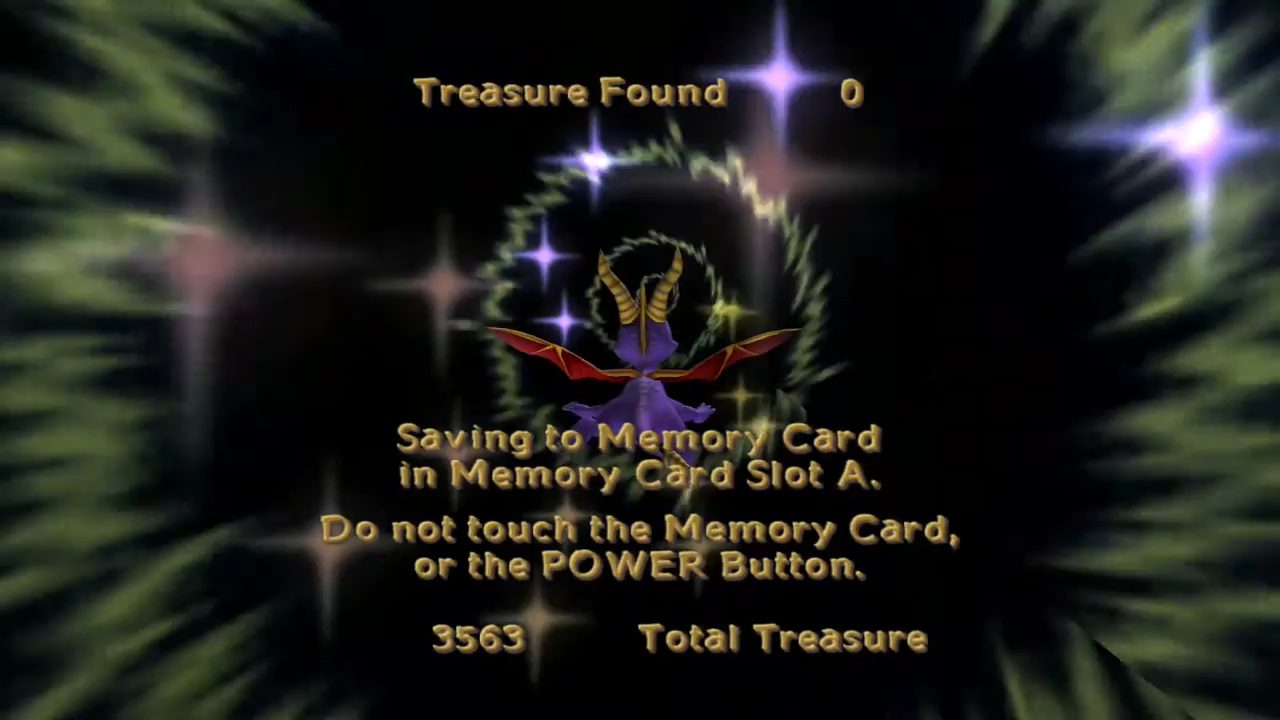 Treasure Found 0
Saving to Memory Card
in Memory Card Slot A.
Do not touch the Memory Card,
or the POWER Button.
3563 Total Treasure